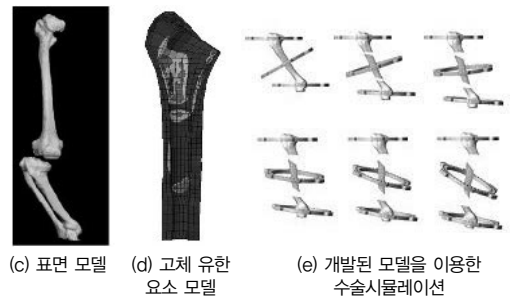 (c) 표면 모델
(d) 고체 유한
요소 모델
(e) 개발된 모델을 이용한
수술시뮬레이션